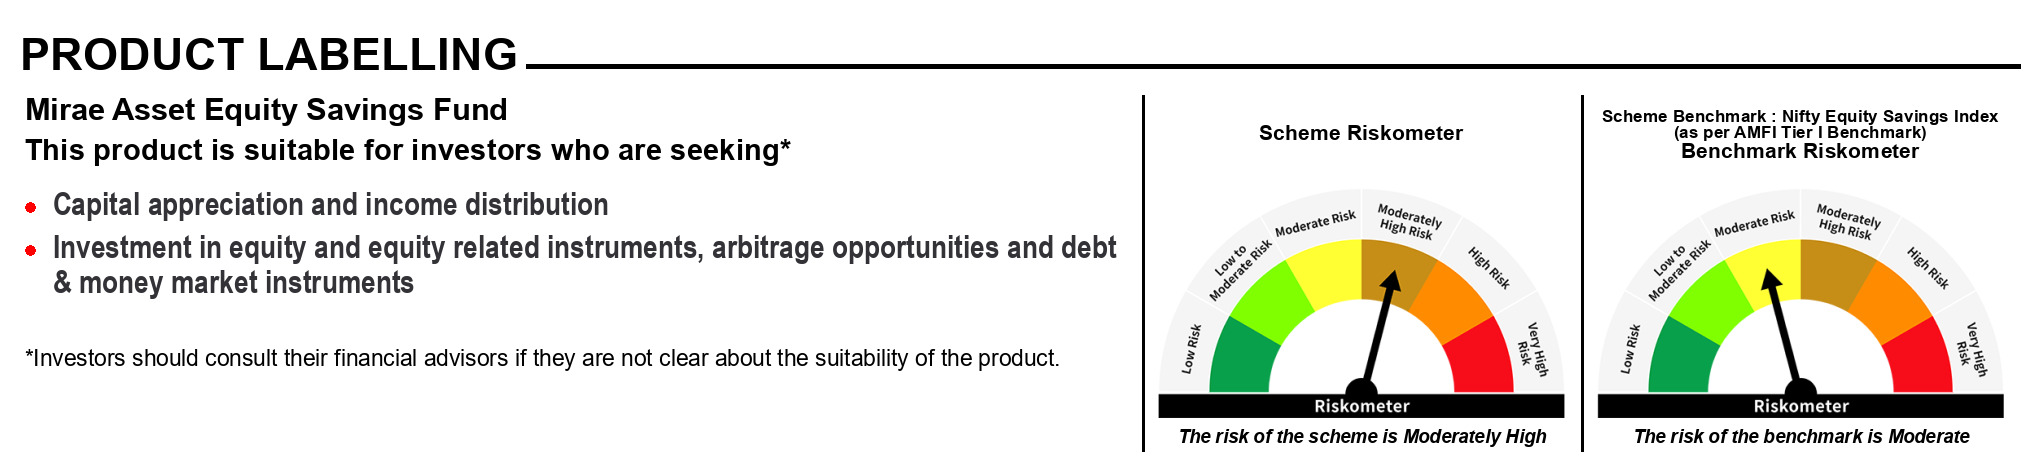 PRODUCT LABELLING
Mirae Asset Equity Savings Fund
This product is suitable for investors who are seeking*
• Capital appreciation and income distribution
• Investment in equity and equity related instruments, arbitrage opportunities and debt
& money market instruments
*Investors should consult their financial advisors if they are not clear about the suitability of the product.
Scheme Riskometer
Low Risk
Low to
Moderate Risk
Moderate Risk
Moderately
High Risk
High Risk
Very High
Risk
Riskometer
The risk of the scheme is Moderately High
Scheme Benchmark : Nifty Equity Savings Index
(as per AMFI Tier I Benchmark)
Benchmark Riskometer
Low Risk
Low to
Moderate Risk
Moderate Risk
Moderately
High Risk
High Risk
Very High
Risk
Riskometer
The risk of the benchmark is Moderate